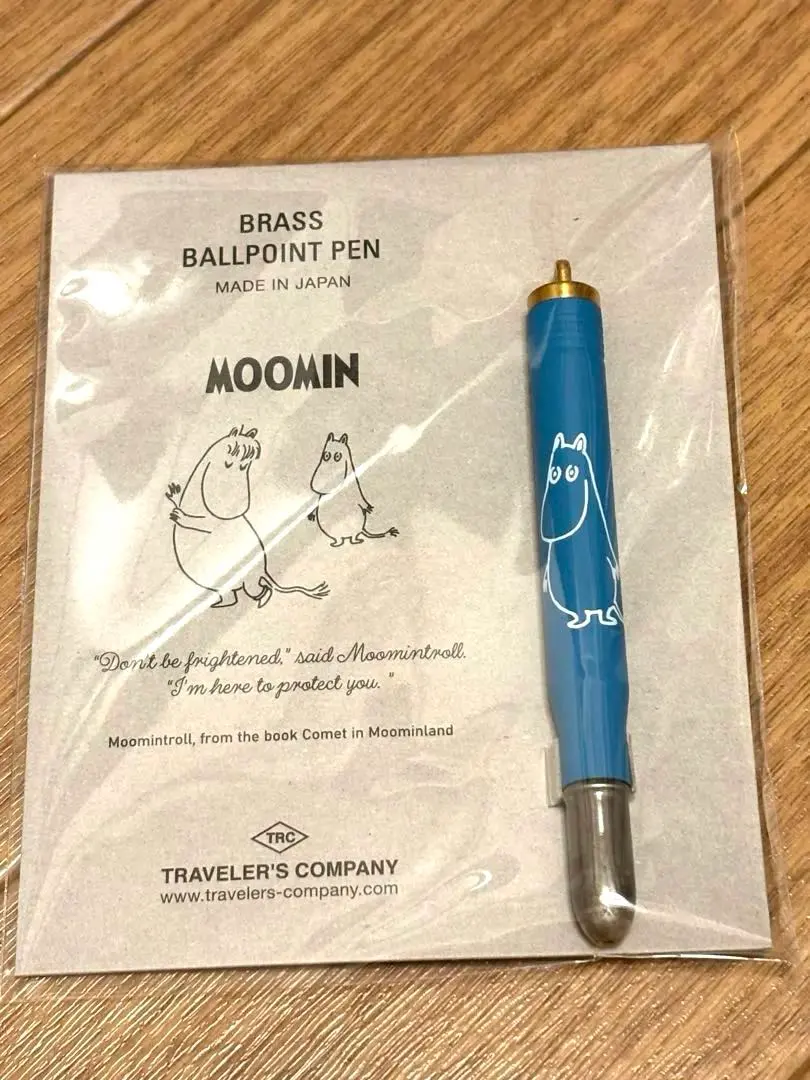 BRASS
BALLPOINT PEN
MADE IN JAPAN
MOOMIN
"Don't be frightened," said Moomintroll.
"I'm here to protect you. "
Moomintroll, from the book Comet in Moominland
TRC
TRAVELER'S COMPANY
www.travelers-company.com